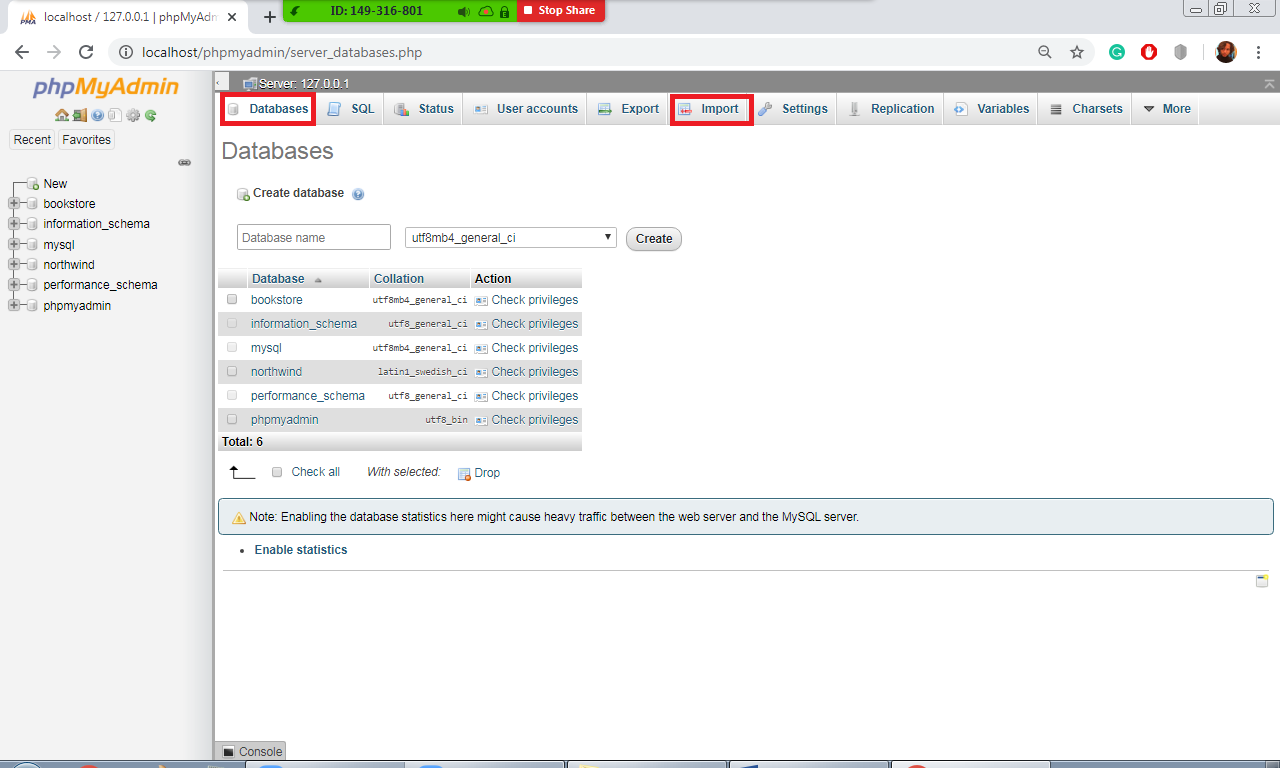 localhost / 127.0.0.1 | phpMyAdm
ID: 149-316-801
Stop Share
localhost/phpmyadmin/server_databases.php
phpMyAdmin
Recent
Favorites
New
bookstore
information_schema
mysql
northwind
performance_schema
phpmyadmin
Server: 127.0.0.1
Databases
SQL
Status
User accounts
Export
Import
Settings
Replication
Variables
Charsets
More
Databases
Create database
Database name
utf8mb4_general_ci
Create
Database Collation Action
bookstore utf8mb4_general_ci Check privileges
information_schema utf8_general_ci Check privileges
mysql utf8mb4_general_ci Check privileges
northwind latin1_swedish_ci Check privileges
performance_schema utf8_general_ci Check privileges
phpmyadmin utf8_bin Check privileges
Total: 6
Check all With selected: Drop
Note: Enabling the database statistics here might cause heavy traffic between the web server and the MySQL server.
Enable statistics
Console